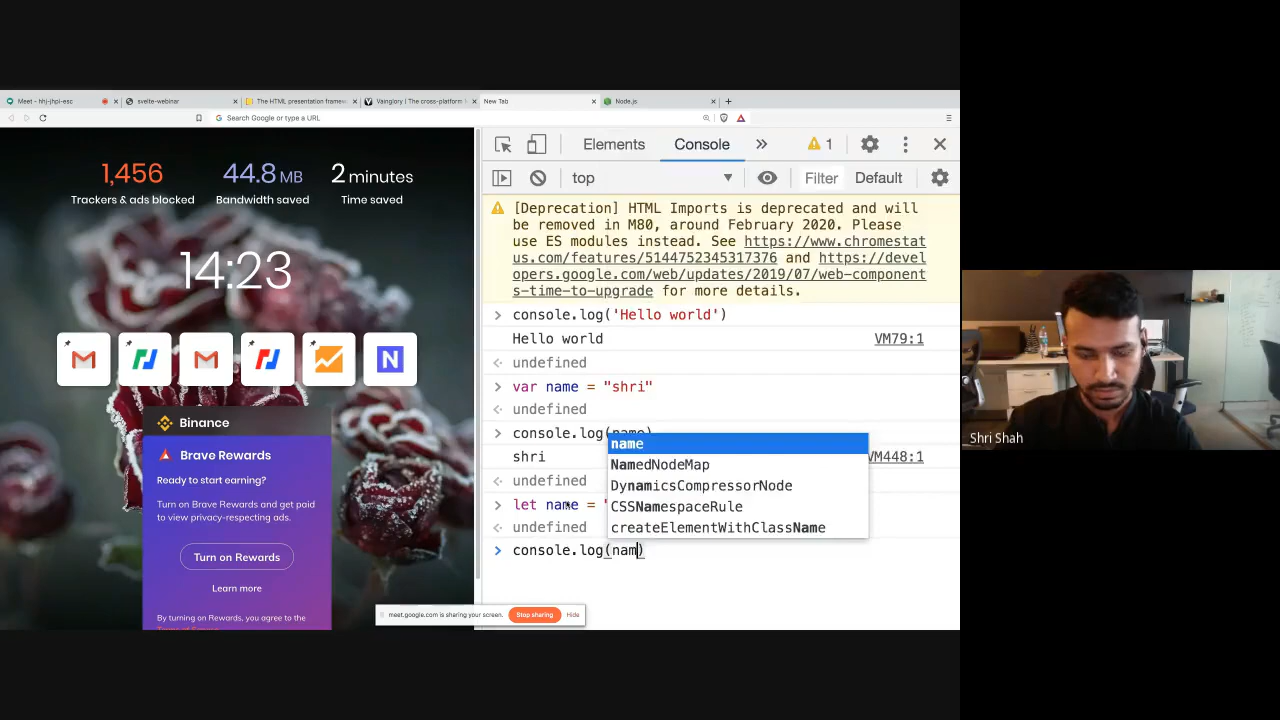 Meet - hhj-jhpi-esc
svelte-webinar
The HTML presentation framew
Vainglory | The cross-platform
New Tab
Node.js
Search Google or type a URL
1,456
Trackers & ads blocked
44.8 MB
Bandwidth saved
2 minutes
Time saved
14:23
Binance
Brave Rewards
Ready to start earning?
Turn on Brave Rewards and get paid
to view privacy-respecting ads.
Turn on Rewards
Learn more
By turning on Rewards, you agree to the
Elements
Console
1
top
Filter
Default
[Deprecation] HTML Imports is deprecated and will
be removed in M80, around February 2020. Please
use ES modules instead. See https://www.chromestat
us.com/features/5144752345317376 and https://devel
opers.google.com/web/updates/2019/07/web-component
s-time-to-upgrade for more details.
console.log('Hello world')
Hello world VM79:1
undefined
var name = "shri"
undefined
console.log(name)
shri VM448:1
undefined
let name = "
undefined
console.log(nam)
name
NamedNodeMap
DynamicsCompressorNode
CSSNamespaceRule
createElementWithClassName
meet.google.com is sharing your screen.
Stop sharing
Hide
Shri Shah